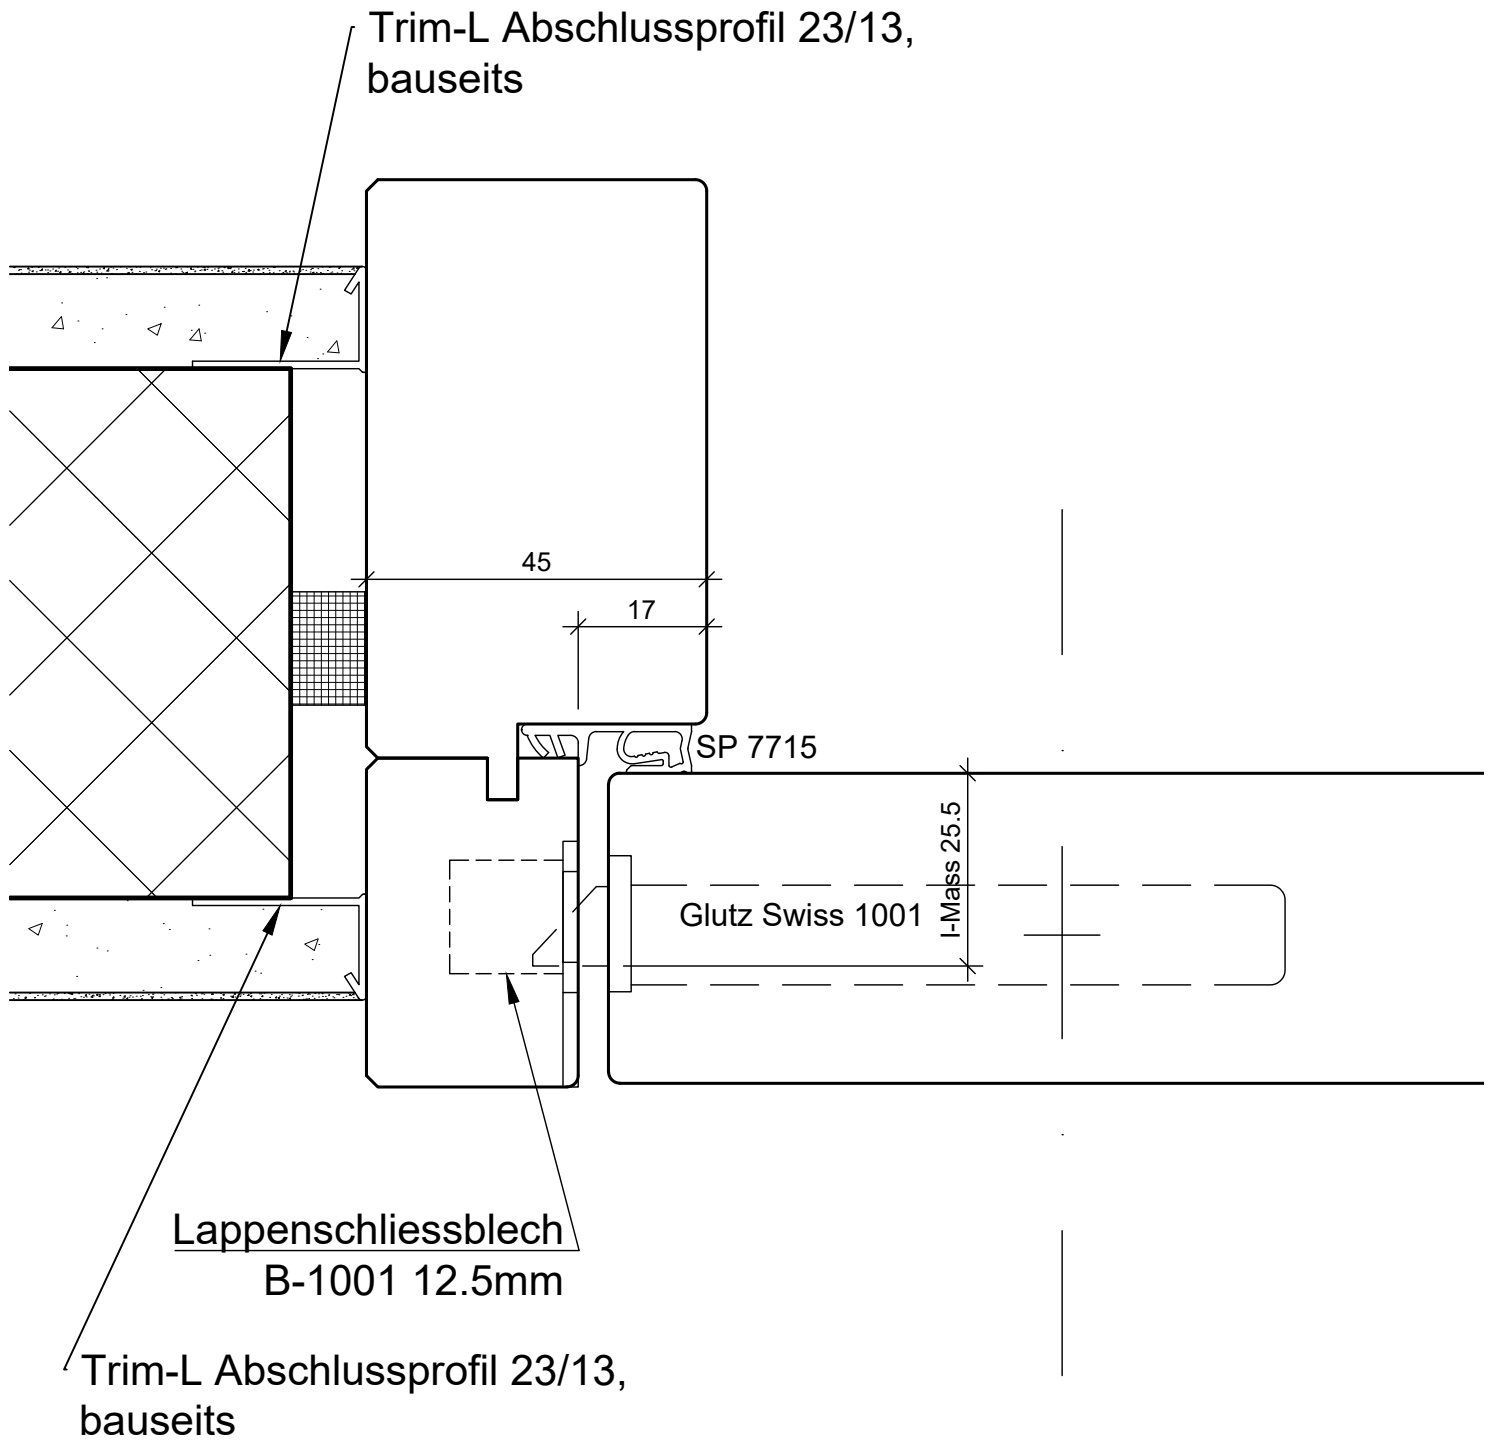 Trim-L Abschlussprofil 23/13,
bauseits
45
17
SP 7715
I-Mass 25.5
Glutz Swiss 1001
Lappenschliessblech
B-1001 12.5mm
Trim-L Abschlussprofil 23/13,
bauseits